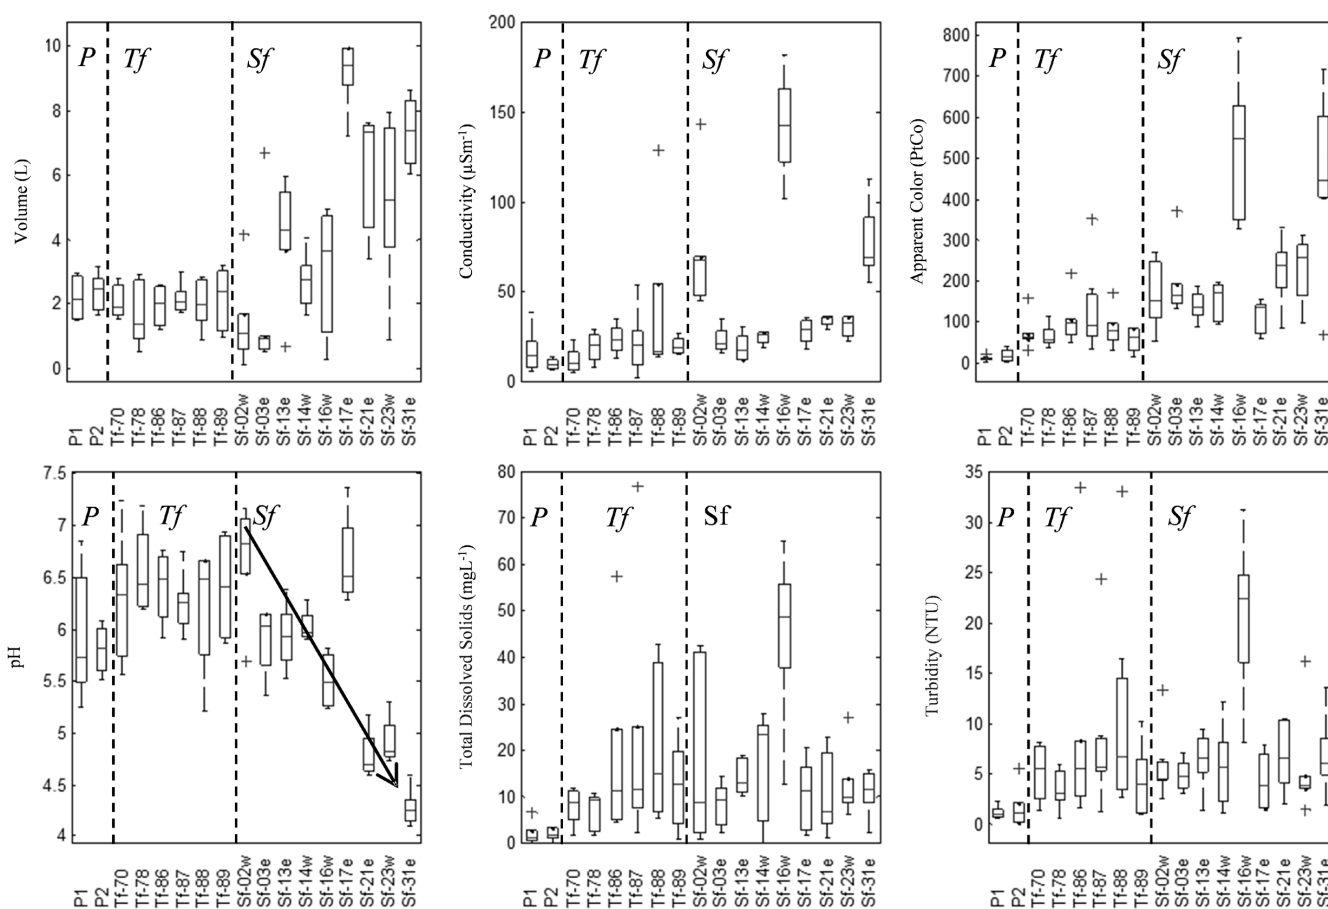 Volume (L)
10
8
6
4
2
0
P
Tf
Sf
P1
P2
Tf-70
Tf-78
Tf-86
Tf-87
Tf-88
Tf-89
Sf-02w
Sf-03e
Sf-13e
Sf-14w
Sf-16w
Sf-17e
Sf-21e
Sf-23w
Sf-31e
Conductivity (µSm-1)
200
150
100
50
0
P
Tf
Sf
P1
P2
Tf-70
Tf-78
Tf-86
Tf-87
Tf-88
Tf-89
Sf-02w
Sf-03e
Sf-13e
Sf-14w
Sf-16w
Sf-17e
Sf-21e
Sf-23w
Sf-31e
Apparent Color (PtCo)
800
700
600
500
400
300
200
100
0
P
Tf
Sf
P1
P2
Tf-70
Tf-78
Tf-86
Tf-87
Tf-88
Tf-89
Sf-02w
Sf-03e
Sf-13e
Sf-14w
Sf-16w
Sf-17e
Sf-21e
Sf-23w
Sf-31e
pH
7.5
7
6.5
6
5.5
5
4.5
4
P
Tf
Sf
P1
P2
Tf-70
Tf-78
Tf-86
Tf-87
Tf-88
Tf-89
Sf-02w
Sf-03e
Sf-13e
Sf-14w
Sf-16w
Sf-17e
Sf-21e
Sf-23w
Sf-31e
Total Dissolved Solids (mgL-1)
80
70
60
50
40
30
20
10
0
P
Tf
Sf
P1
P2
Tf-70
Tf-78
Tf-86
Tf-87
Tf-88
Tf-89
Sf-02w
Sf-03e
Sf-13e
Sf-14w
Sf-16w
Sf-17e
Sf-21e
Sf-23w
Sf-31e
Turbidity (NTU)
35
30
25
20
15
10
5
0
P
Tf
Sf
P1
P2
Tf-70
Tf-78
Tf-86
Tf-87
Tf-88
Tf-89
Sf-02w
Sf-03e
Sf-13e
Sf-14w
Sf-16w
Sf-17e
Sf-21e
Sf-23w
Sf-31e